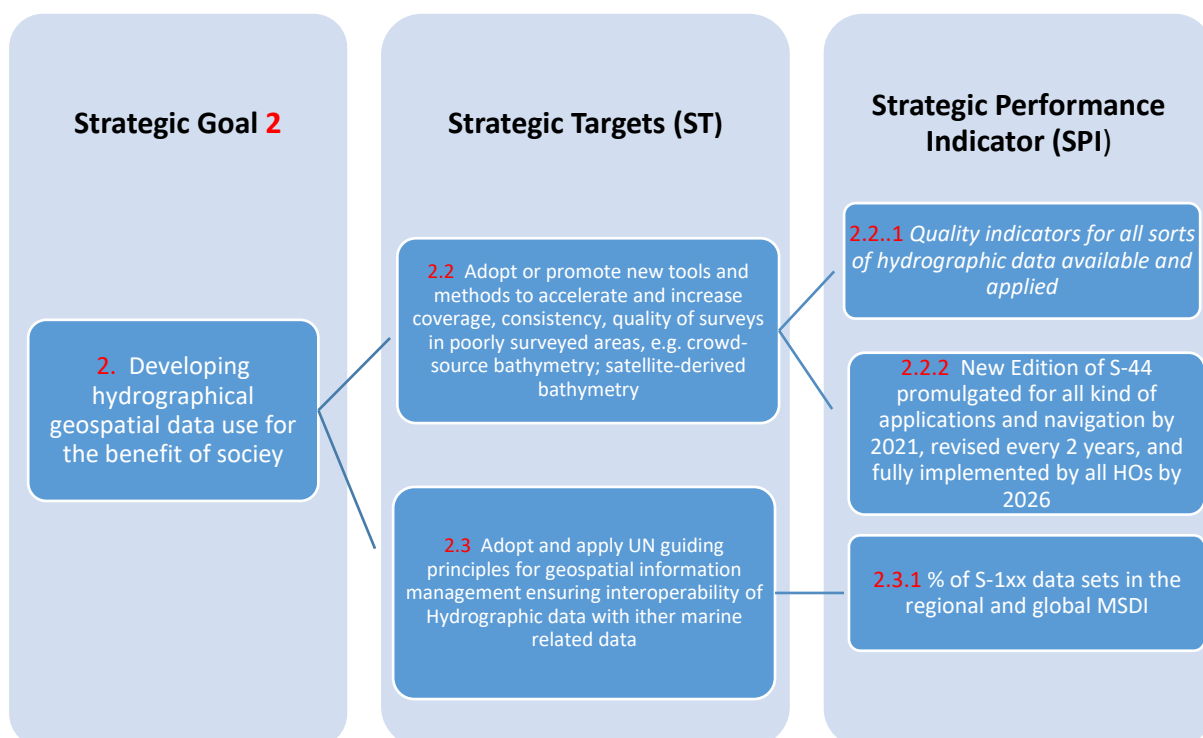 Strategic Goal 2
2. Developing
hydrographical
geospatial data use for
the benefit of sociey
Strategic Targets (ST)
2.2 Adopt or promote new tools and
methods to accelerate and increase
coverage, consistency, quality of surveys
in poorly surveyed areas, e.g. crowd-
source bathymetry; satellite-derived
bathymetry
2.3 Adopt and apply UN guiding
principles for geospatial information
management ensuring interoperability of
Hydrographic data with ither marine
related data
Strategic Performance
Indicator (SPI)
2.2..1 Quality indicators for all sorts
of hydrographic data available and
applied
2.2.2 New Edition of S-44
promulgated for all kind of
applications and navigation by
2021, revised every 2 years, and
fully implemented by all HOs by
2026
2.3.1 % of S-1xx data sets in the
regional and global MSDI